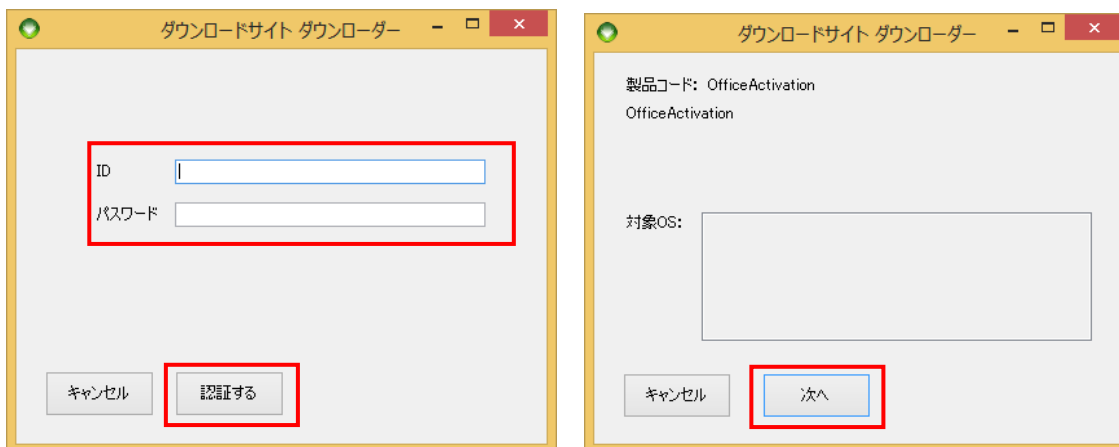 ダウンロードサイト ダウンローダー
ID
パスワード
キャンセル
認証する
ダウンロードサイト ダウンローダー
製品コード: OfficeActivation
OfficeActivation
対象OS:
キャンセル
次へ